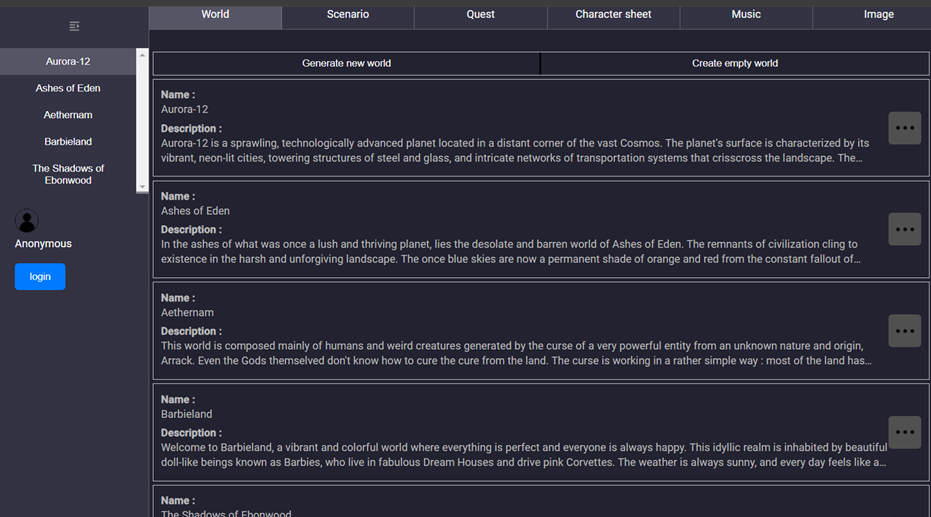 World
Scenario
Quest
Character sheet
Music
Image
Aurora-12
Ashes of Eden
Aethernam
Barbieland
The Shadows of
Ebonwood
Anonymous
login
Generate new world
Create empty world
Name :
Aurora-12
Description :
Aurora-12 is a sprawling, technologically advanced planet located in a distant corner of the vast Cosmos. The planet's surface is characterized by its
vibrant, neon-lit cities, towering structures of steel and glass, and intricate networks of transportation systems that crisscross the landscape. The...
Name :
Ashes of Eden
Description :
In the ashes of what was once a lush and thriving planet, lies the desolate and barren world of Ashes of Eden. The remnants of civilization cling to
existence in the harsh and unforgiving landscape. The once blue skies are now a permanent shade of orange and red from the constant fallout of...
Name :
Aethernam
Description :
This world is composed mainly of humans and weird creatures generated by the curse of a very powerful entity from an unknown nature and origin,
Arrack. Even the Gods themselved don't know how to cure the cure from the land. The curse is working in a rather simple way : most of the land has...
Name :
Barbieland
Description :
Welcome to Barbieland, a vibrant and colorful world where everything is perfect and everyone is always happy. This idyllic realm is inhabited by beautiful
doll-like beings known as Barbies, who live in fabulous Dream Houses and drive pink Corvettes. The weather is always sunny, and every day feels like a...
Name :
The Shadows of Ebonwood